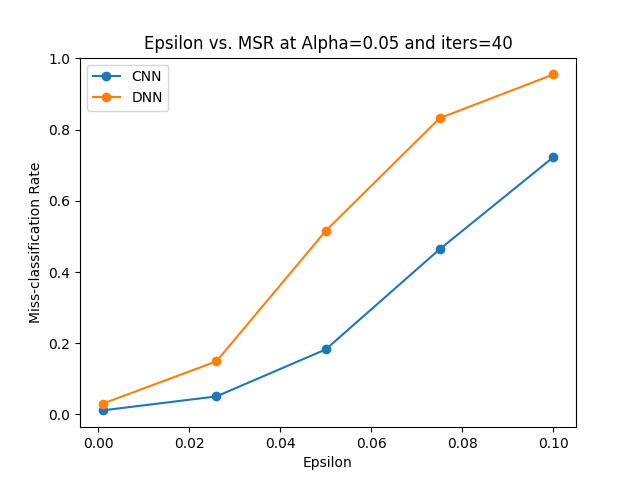 Epsilon vs. MSR at Alpha=0.05 and iters=40
CNN
DNN
1.0
0.8
0.6
0.4
0.2
0.0
Miss-classification Rate
0.00 0.02 0.04 0.06 0.08 0.10
Epsilon